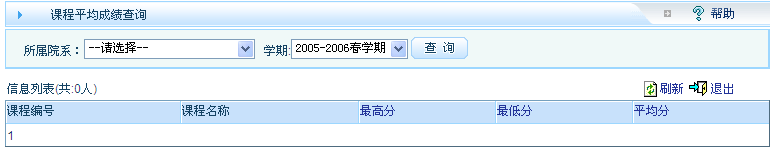 课程平均成绩查询 帮助
所属院系： --请选择-- 学期: 2005-2006春学期 查 询
信息列表(共:0人) 刷新 退出
课程编号 课程名称 最高分 最低分 平均分
1